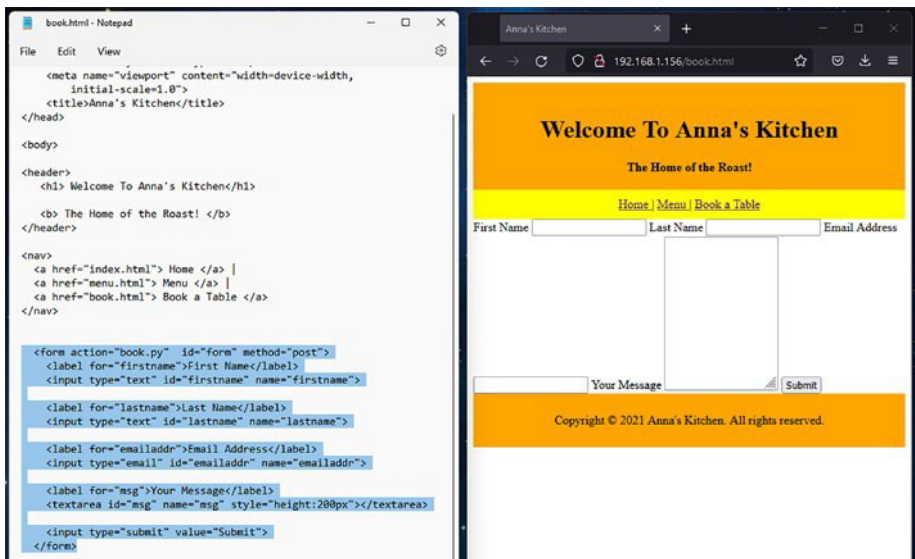 book.html - Notepad
File Edit View
<meta name="viewport" content="width=device-width,
initial-scale=1.0">
<title>Anna's Kitchen</title>
</head>
<body>
<header>
<h1> Welcome To Anna's Kitchen</h1>
<b> The Home of the Roast! </b>
</header>
<nav>
<a href="index.html"> Home </a> |
<a href="menu.html"> Menu </a> |
<a href="book.html"> Book a Table </a>
</nav>
<form action="book.py" id="form" method="post">
<label for="firstname">First Name</label>
<input type="text" id="firstname" name="firstname">
<label for="lastname">Last Name</label>
<input type="text" id="lastname" name="lastname">
<label for="emailaddr">Email Address</label>
<input type="email" id="emailaddr" name="emailaddr">
<label for="msg">Your Message</label>
<textarea id="msg" name="msg" style="height:200px"></textarea>
<input type="submit" value="Submit">
</form>
Anna's Kitchen
192.168.1.156/book.html
Welcome To Anna's Kitchen
The Home of the Roast!
Home | Menu | Book a Table
First Name Last Name Email Address
Your Message Submit
Copyright © 2021 Anna's Kitchen. All rights reserved.